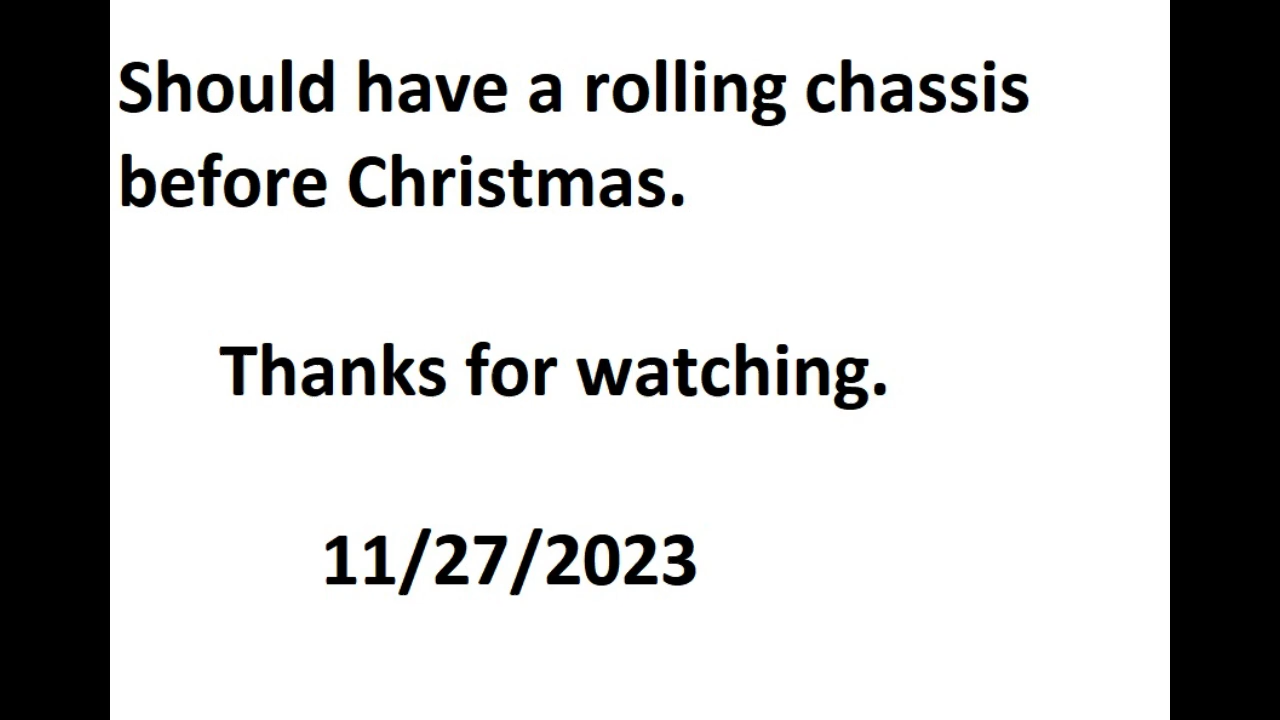 Should have a rolling chassis
before Christmas.
Thanks for watching.
11/27/2023